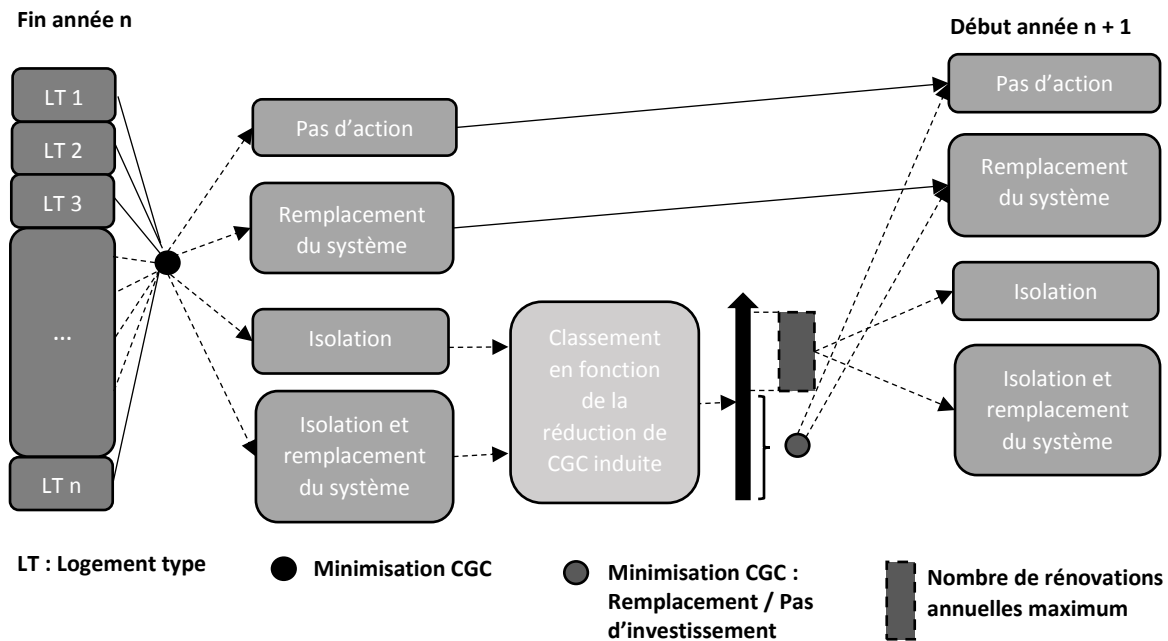 Fin année n
Début année n + 1
LT 1
LT 2
LT 3
...
LT n
Pas d'action
Remplacement
du système
Isolation
Isolation et
remplacement
du système
Classement
en fonction
de la
réduction de
CGC induite
Pas d'action
Remplacement
du système
Isolation
Isolation et
remplacement
du système
LT : Logement type
Minimisation CGC
Minimisation CGC :
Remplacement / Pas
d'investissement
Nombre de rénovations
annuelles maximum